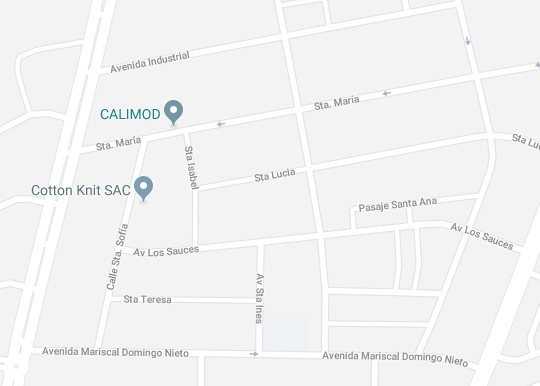 Avenida Industrial
CALIMOD
Sta. María
Sta. María
Sta Isabel
Sta Lucia
Sta Luc
Cotton Knit SAC
Pasaje Santa Ana
Calle Sta. Sofía
Av Los Sauces
Av Los Sauces
Av Sta Ines
Sta Teresa
Avenida Mariscal Domingo Nieto
Avenida Mariscal Domingo Nieto